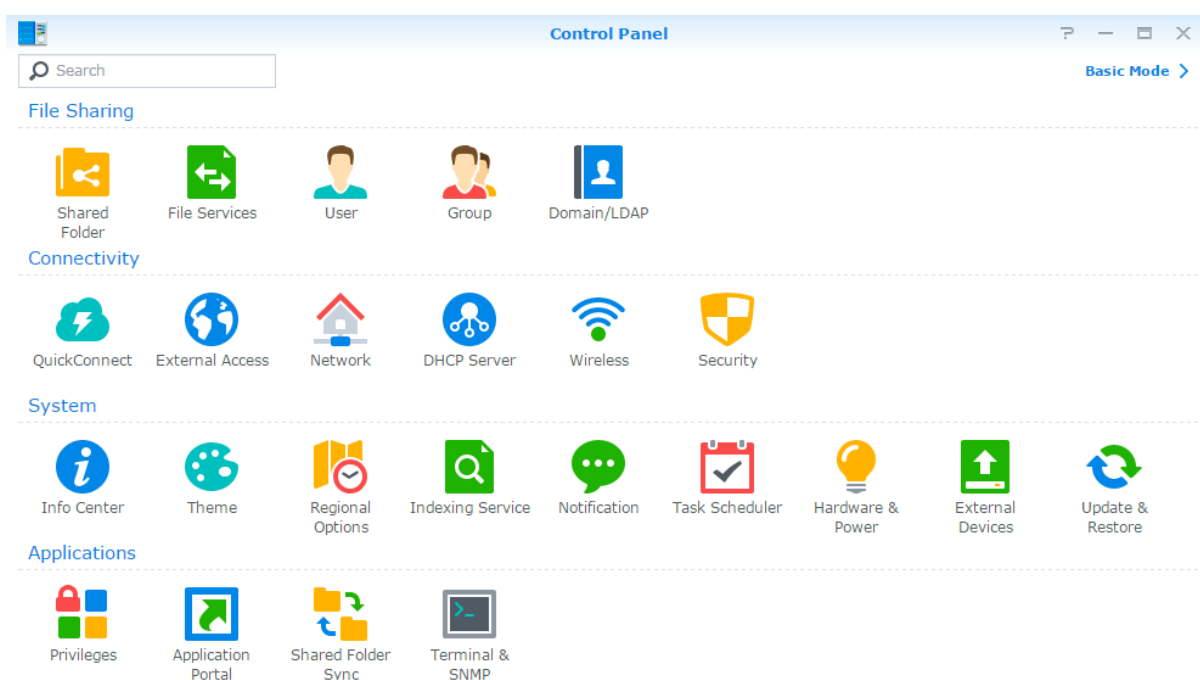 Control Panel
Search
Basic Mode
File Sharing
Shared Folder
File Services
User
Group
Domain/LDAP
Connectivity
QuickConnect
External Access
Network
DHCP Server
Wireless
Security
System
Info Center
Theme
Regional Options
Indexing Service
Notification
Task Scheduler
Hardware & Power
External Devices
Update & Restore
Applications
Privileges
Application Portal
Shared Folder Sync
Terminal & SNMP